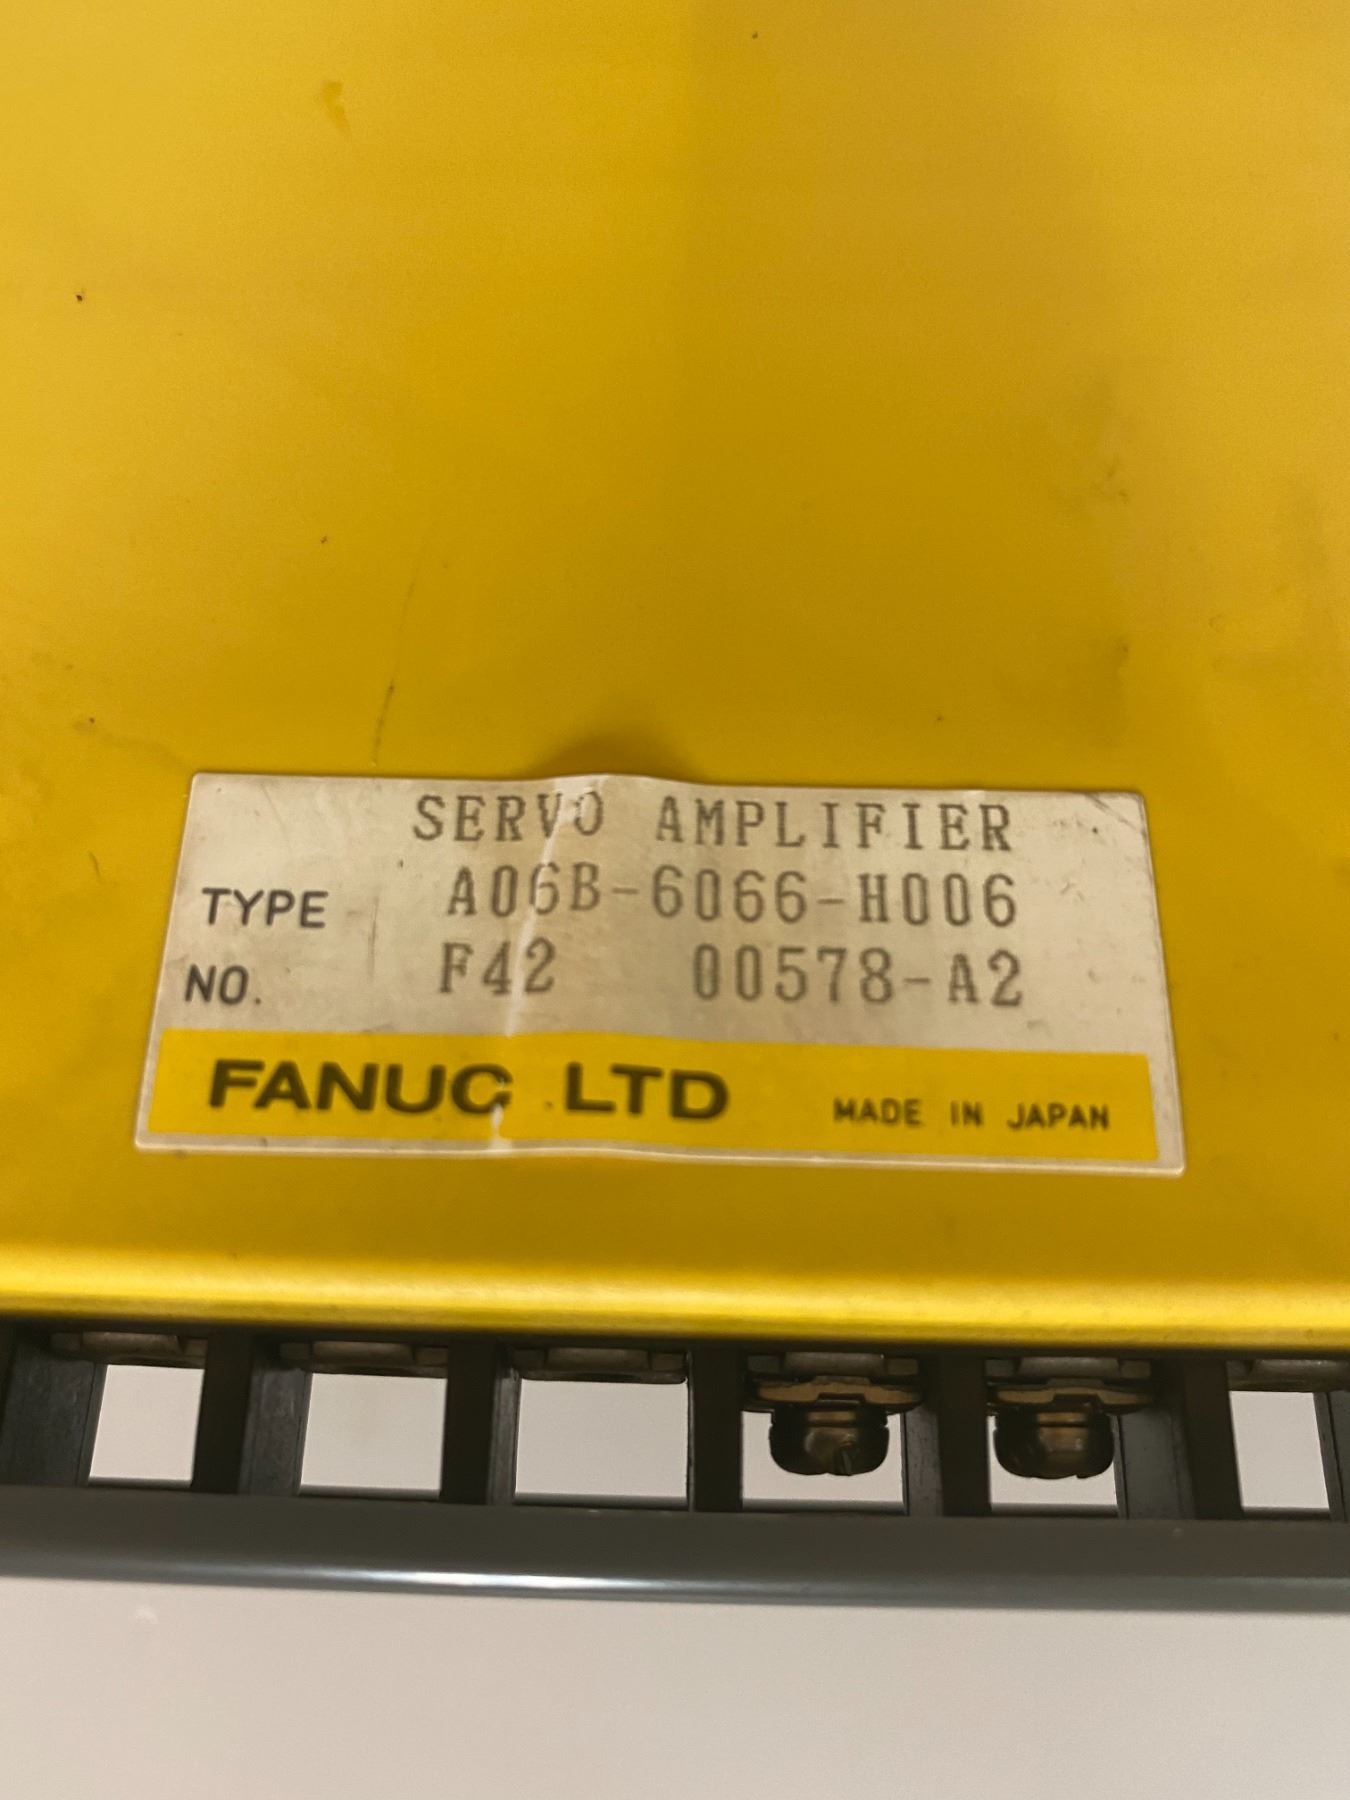 SERVO AMPLIFIER
TYPE A06B-6066-H006
NO. F42 00578-A2
FANUC LTD MADE IN JAPAN